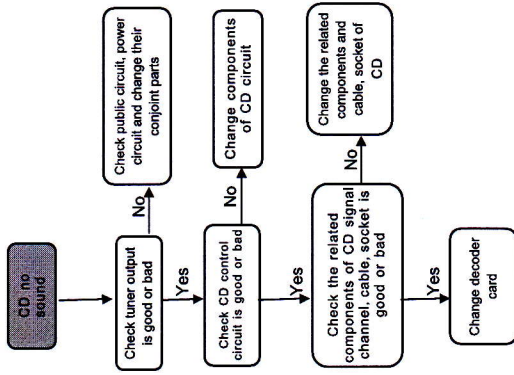 CD no
sound
Check tuner output
is good or bad
No
Check public circuit, power
circuit and change their
conjoint parts
Yes
Check CD control
circuit is good or bad
No
Change components
of CD circuit
Yes
Check the related
components of CD signal
channel, cable, socket is
good or bad
No
Change the related
components and
cable, socket of
CD
Yes
Change decoder
card